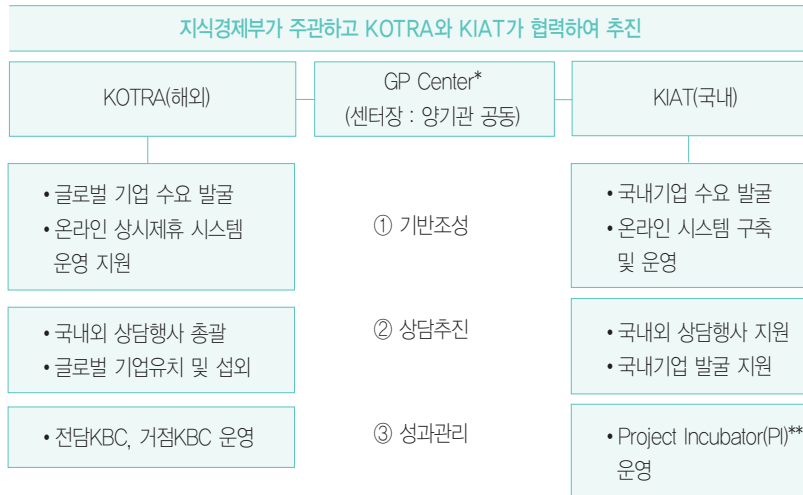 지식경제부가 주관하고 KOTRA와 KIAT가 협력하여 추진
KOTRA(해외)
GP Center*
(센터장 : 양기관 공동)
KIAT(국내)
• 글로벌 기업 수요 발굴
• 온라인 상시제휴 시스템
운영 지원
① 기반조성
• 국내기업 수요 발굴
• 온라인 시스템 구축
및 운영
• 국내외 상담행사 총괄
• 글로벌 기업유치 및 섭외
② 상담추진
• 국내외 상담행사 지원
• 국내기업 발굴 지원
• 전담KBC, 거점KBC 운영
③ 성과관리
• Project Incubator(PI)**
운영